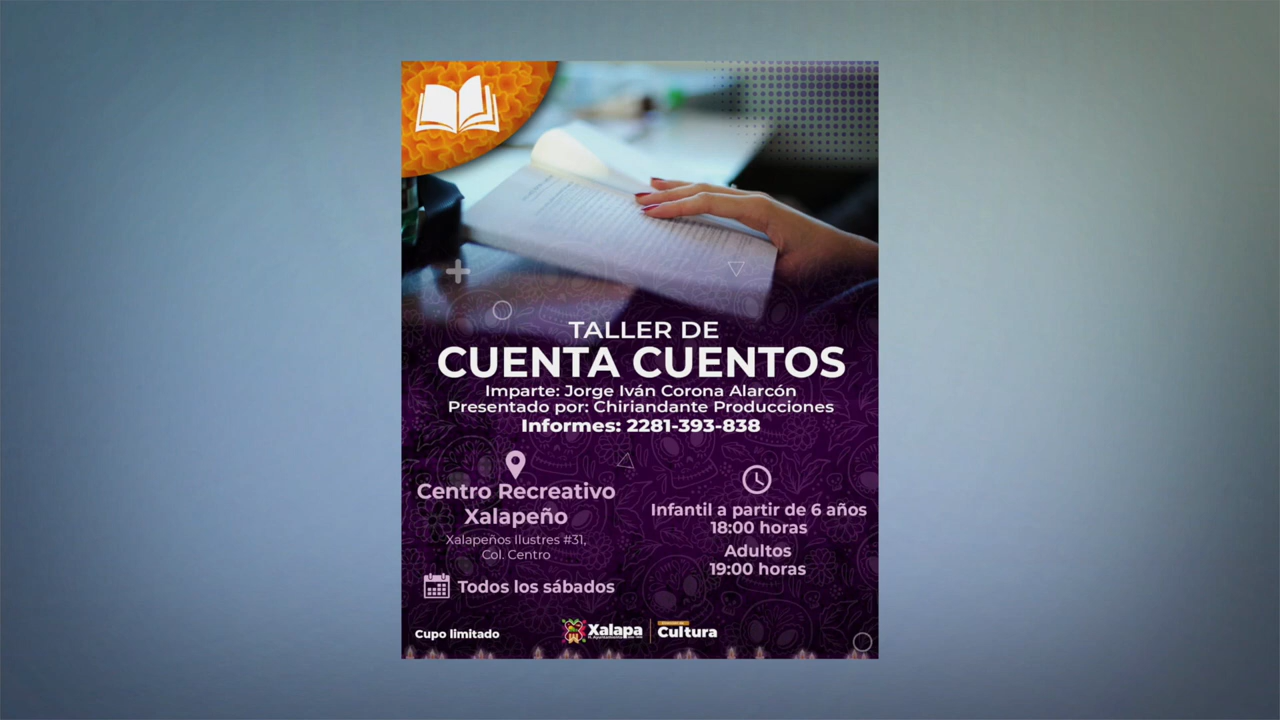 TALLER DE
CUENTA CUENTOS
Imparte: Jorge Iván Corona Alarcón
Presentado por: Chiriandante Producciones
Informes: 2281-393-838
Centro Recreativo
Xalapeño
Xalapeños Ilustres #31,
Col. Centro
Todos los sábados
Infantil a partir de 6 años
18:00 horas
Adultos
19:00 horas
Cupo limitado
Xalapa
H. Ayuntamiento
Cultura